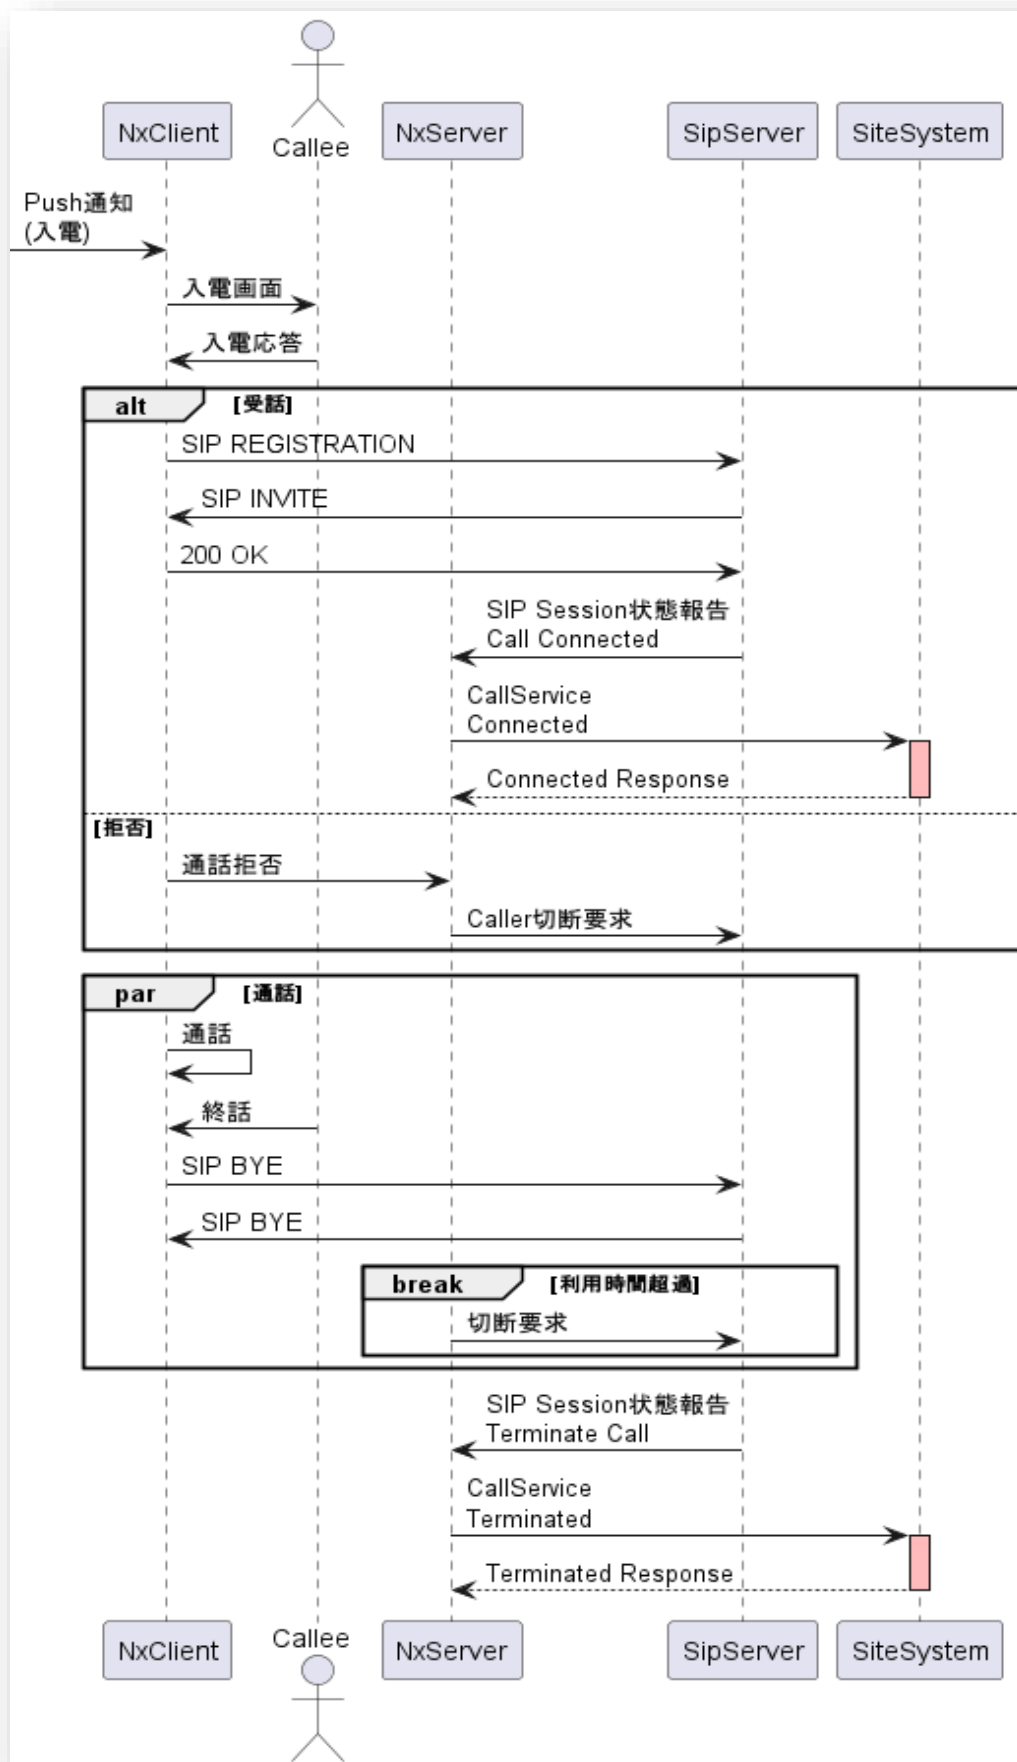 NxClient
Callee
NxServer
SipServer
SiteSystem
Push通知
(入電)
入電画面
入電応答
alt [受話]
SIP REGISTRATION
SIP INVITE
200 OK
SIP Session状態報告
Call Connected
CallService
Connected
Connected Response
[拒否]
通話拒否
Caller切断要求
par [通話]
通話
終話
SIP BYE
SIP BYE
break [利用時間超過]
切断要求
SIP Session状態報告
Terminate Call
CallService
Terminated
Terminated Response
NxClient
Callee
NxServer
SipServer
SiteSystem